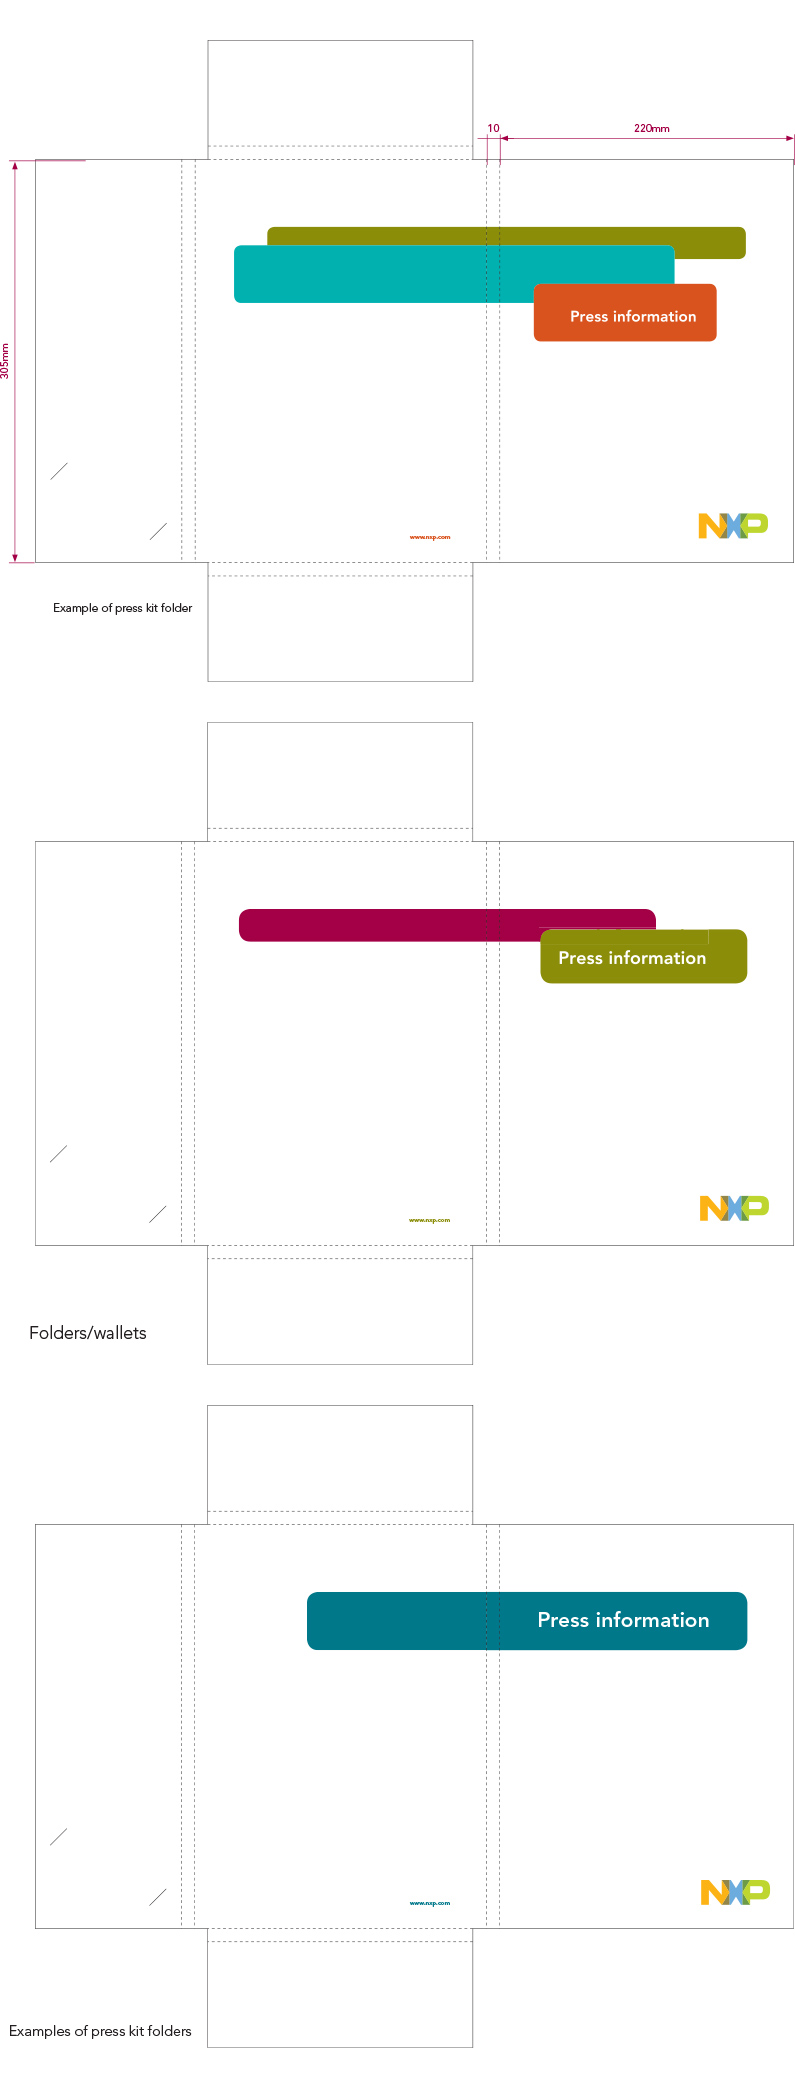 10
220mm
305mm
Press information
www.nxp.com
NXP
Example of press kit folder
Press information
www.nxp.com
NXP
Folders/wallets
Press information
www.nxp.com
NXP
Examples of press kit folders